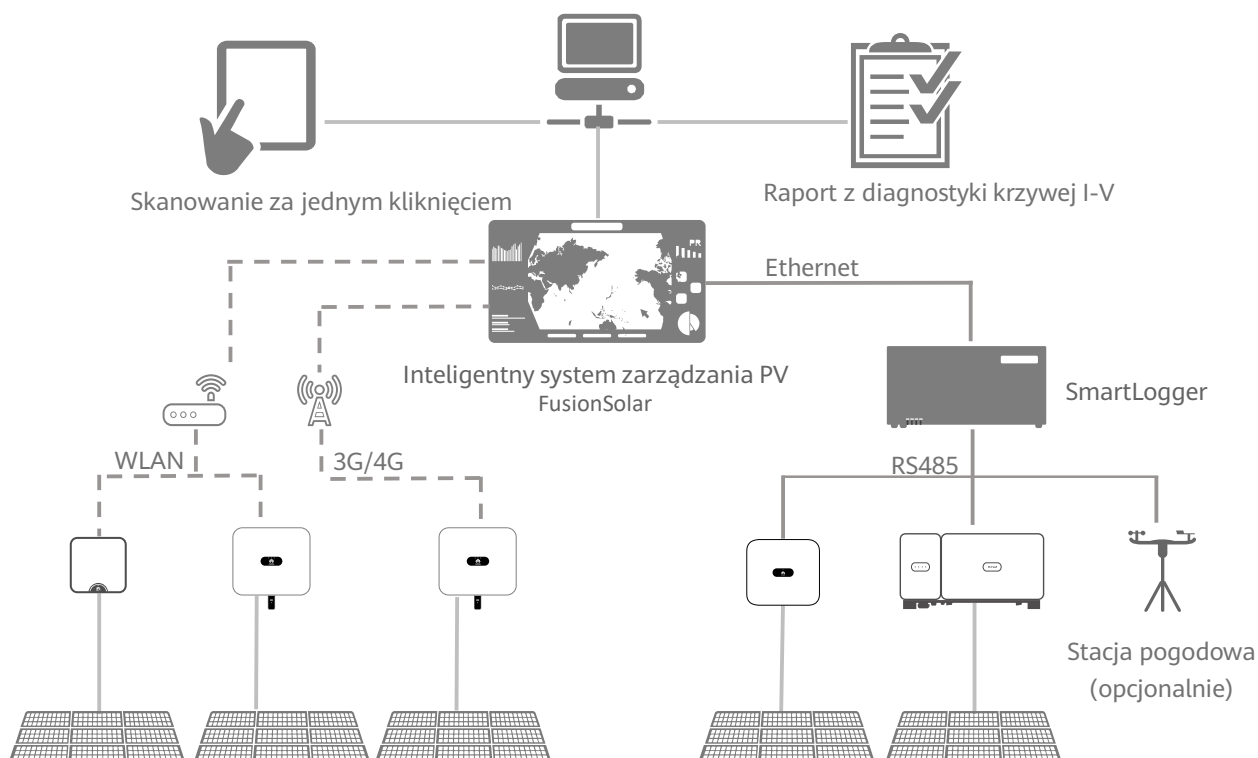 Skanowanie za jednym kliknięciem
Raport z diagnostyki krzywej I-V
PR
Ethernet
Inteligentny system zarządzania PV
FusionSolar
SmartLogger
WLAN
3G/4G
RS485
Stacja pogodowa
(opcjonalnie)